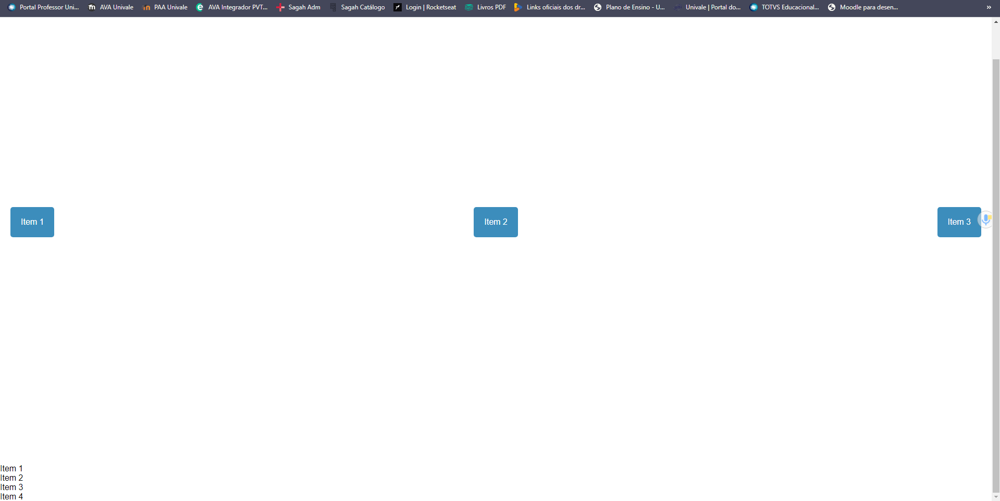 Portal Professor Uni... AVA Univale PAA Univale AVA Integrador PVT... Sagah Adm Sagah Catálogo Login | Rocketseat Livros PDF Links oficiais dos dr... Plano de Ensino - U... Univale | Portal do... TOTVS Educacional... Moodle para desen... »
Item 1 Item 2 Item 3
Item 1
Item 2
Item 3
Item 4